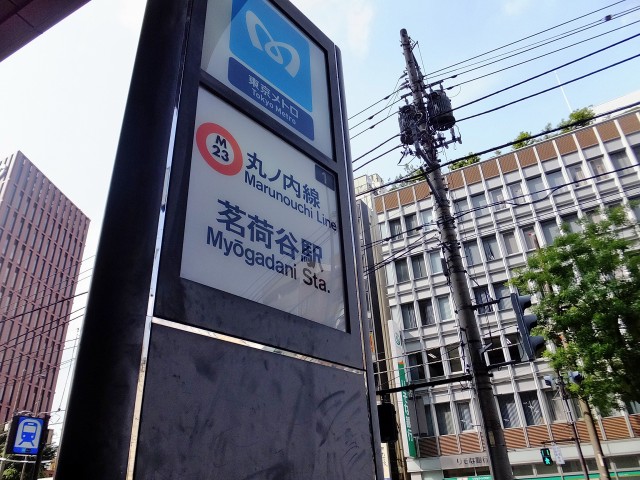 東京メトロ
Tokyo Metro
M
23
丸ノ内線
Marunouchi Line
茗荷谷駅
Myōgadani Sta.